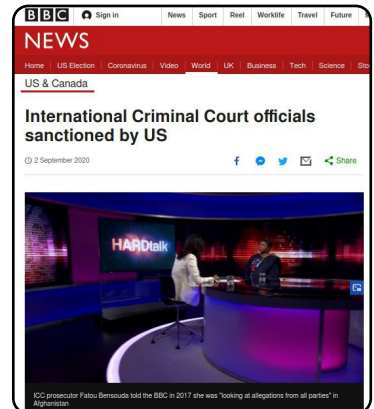 BBC Sign in News Sport Reel Worklife Travel Future
NEWS
Home US Election Coronavirus Video World UK Business Tech Science
US & Canada
International Criminal Court officials
sanctioned by US
2 September 2020 Share
HARDtalk
ICC prosecutor Fatou Bensouda told the BBC in 2017 she was "looking at allegations from all parties" in
Afghanistan